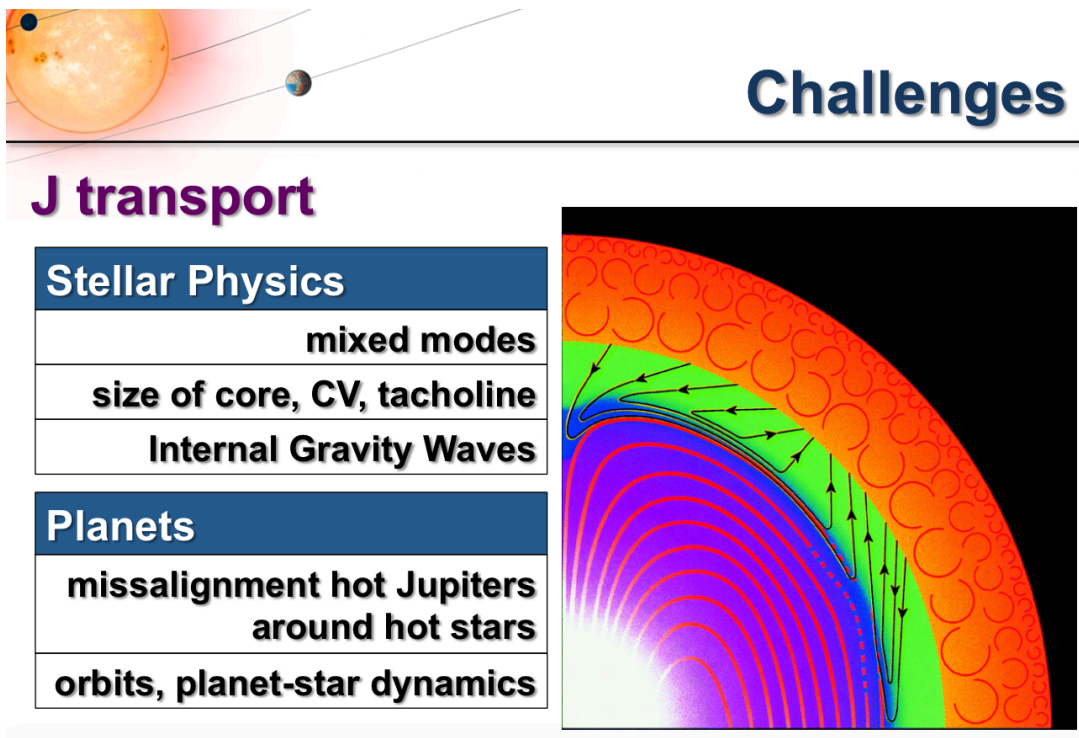 Challenges
J transport
Stellar Physics
mixed modes
size of core, CV, tacholine
Internal Gravity Waves
Planets
missalignment hot Jupiters
around hot stars
orbits, planet-star dynamics